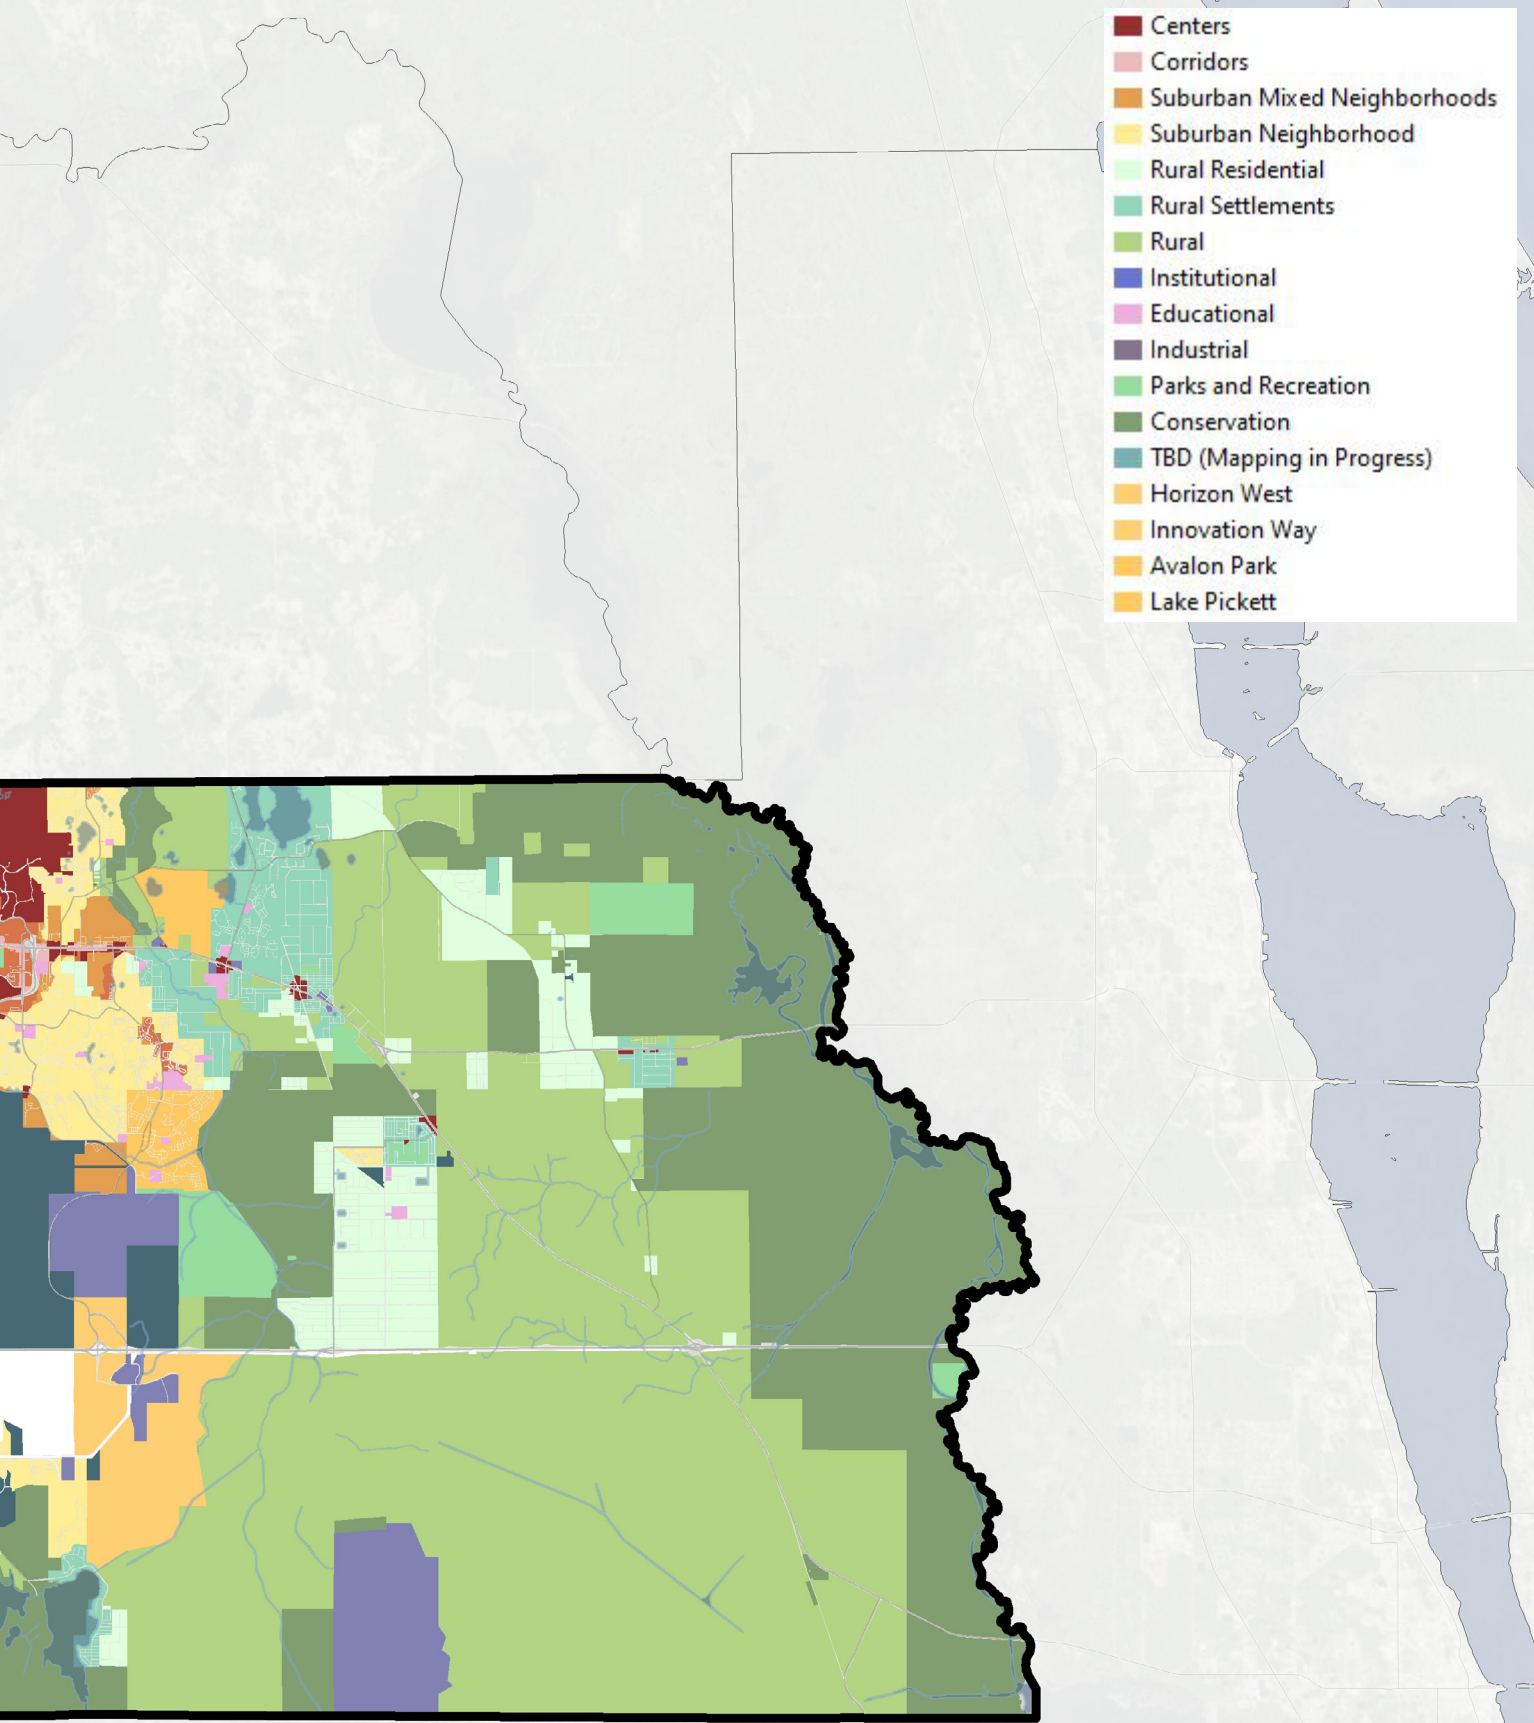 Centers
Corridors
Suburban Mixed Neighborhoods
Suburban Neighborhood
Rural Residential
Rural Settlements
Rural
Institutional
Educational
Industrial
Parks and Recreation
Conservation
TBD (Mapping in Progress)
Horizon West
Innovation Way
Avalon Park
Lake Pickett